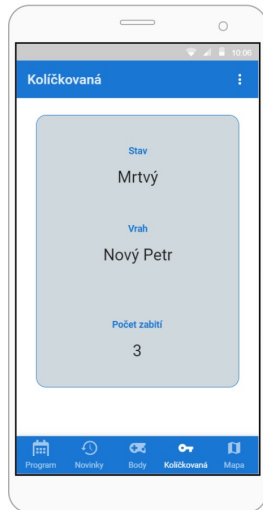 10:06
Kolíčkovaná
Stav
Mrtvý
Vrah
Nový Petr
Počet zabití
3
Program Novinky Body Kolíčkovaná Mapa